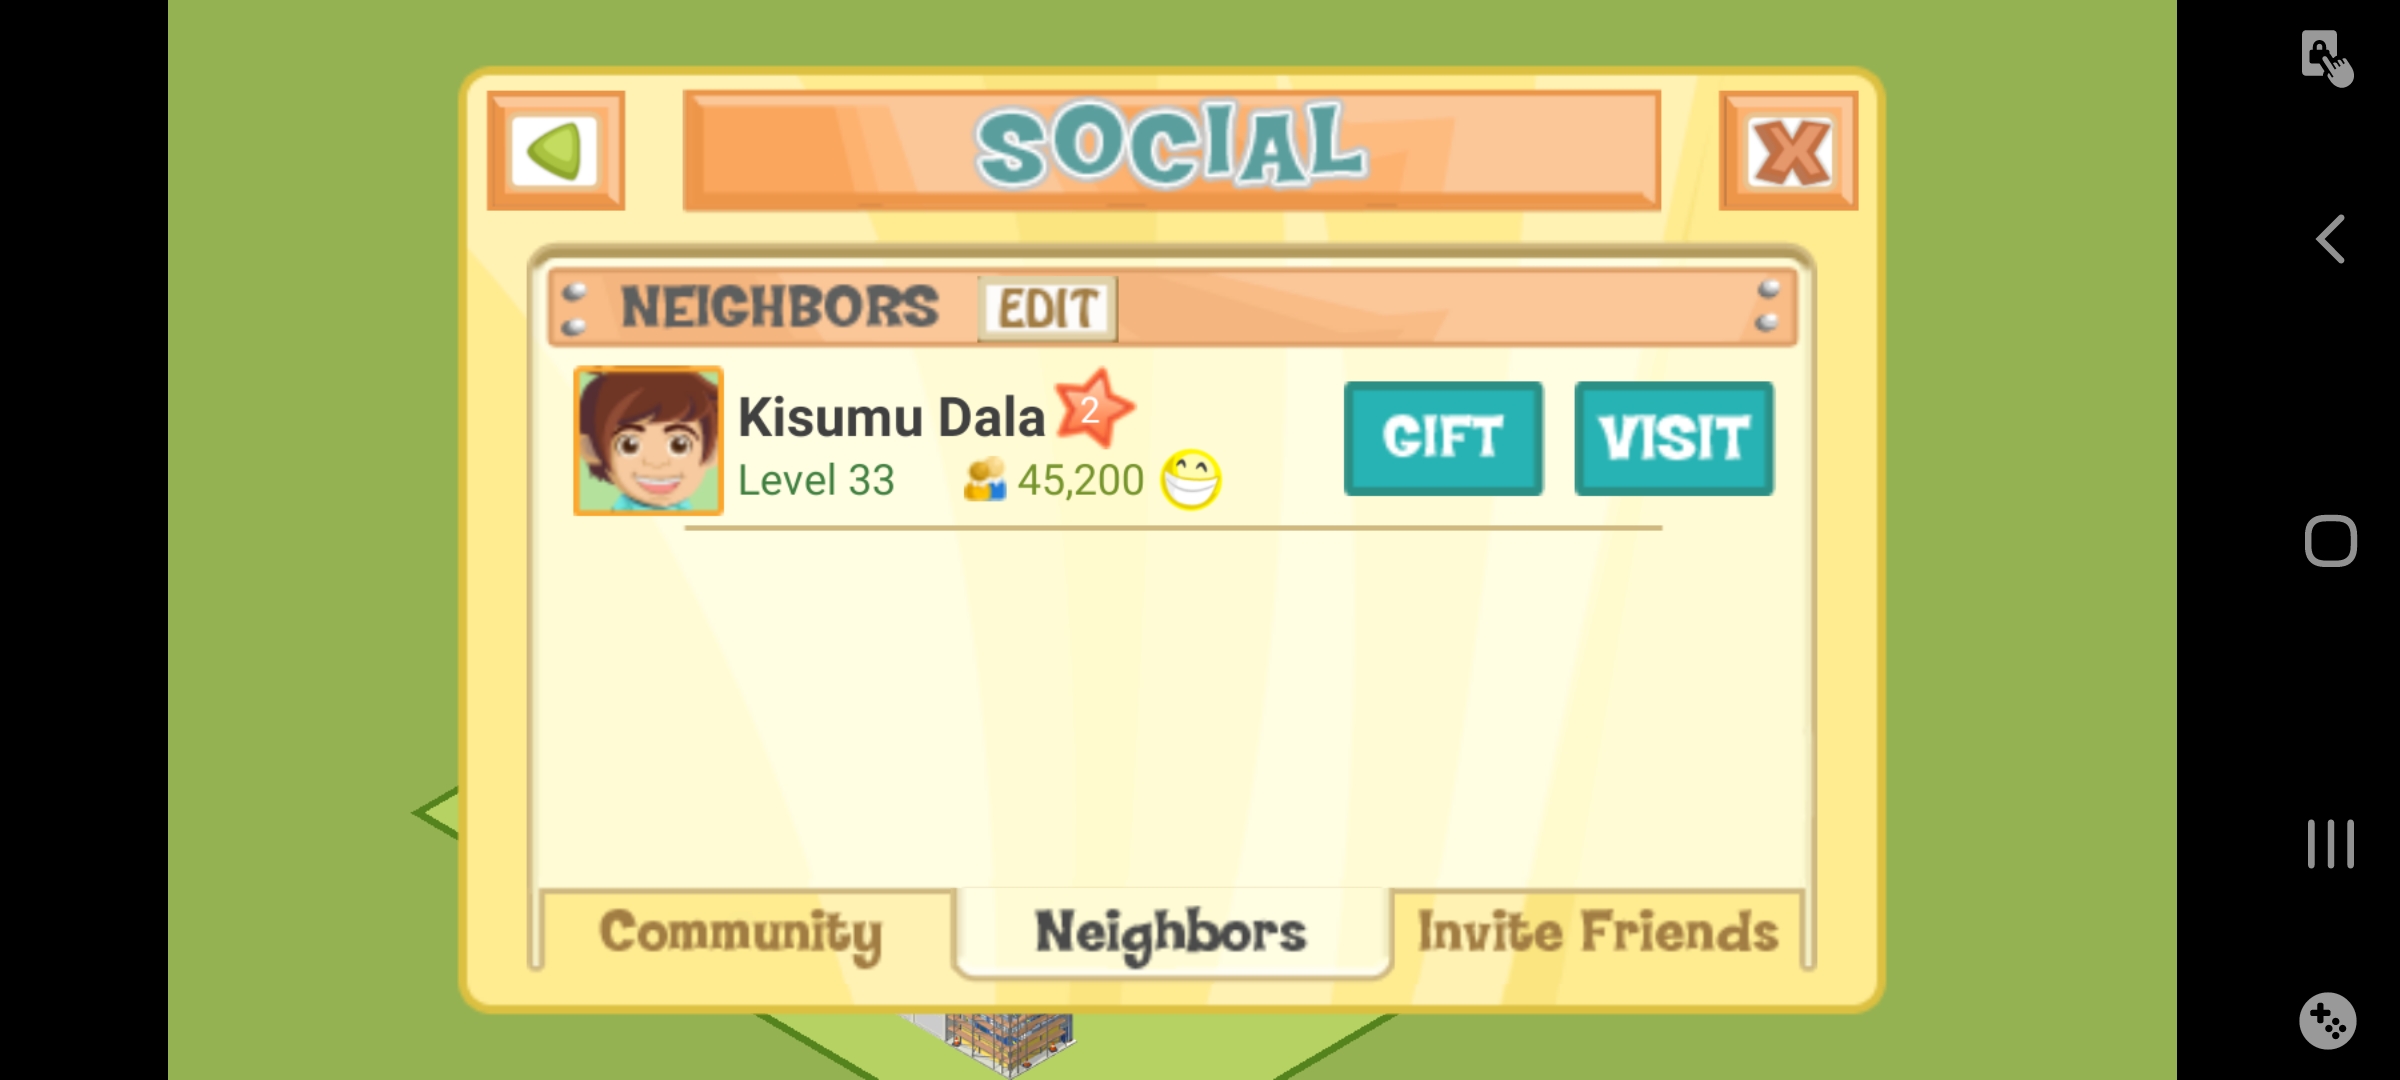 SOCIAL
NEIGHBORS EDIT
Kisumu Dala 2
Level 33 45,200
GIFT VISIT
Community Neighbors Invite Friends